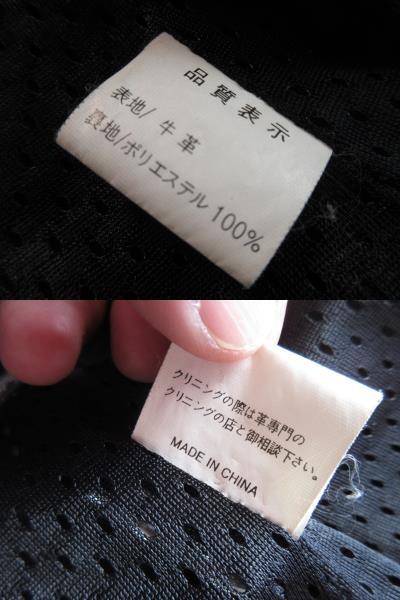 品質表示
表地/牛革
裏地/ポリエステル100%
クリニングの際は革専門の
クリニングの店と御相談下さい。
MADE IN CHINA